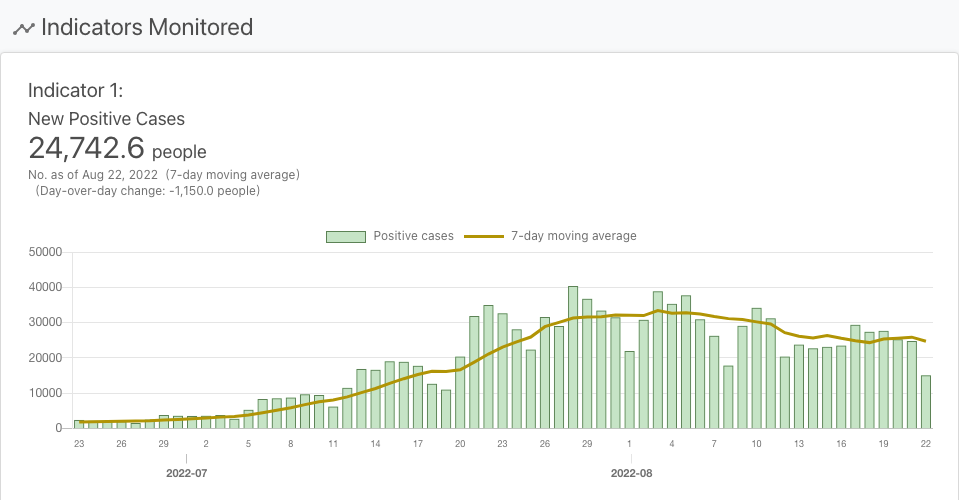 Indicators Monitored
Indicator 1:
New Positive Cases
24,742.6 people
No. as of Aug 22, 2022 (7-day moving average)
(Day-over-day change: -1,150.0 people)
Positive cases 7-day moving average
50000
40000
30000
20000
10000
0
23 26 29 2 5 8 11 14 17 20 23 26 29 1 4 7 10 13 16 19 22
2022-07 2022-08